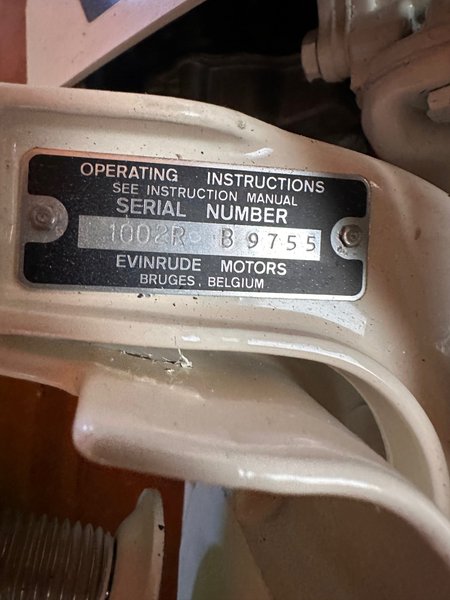 OPERATING INSTRUCTIONS
SEE INSTRUCTION MANUAL
SERIAL NUMBER
1002R B 9755
EVINRUDE MOTORS
BRUGES, BELGIUM